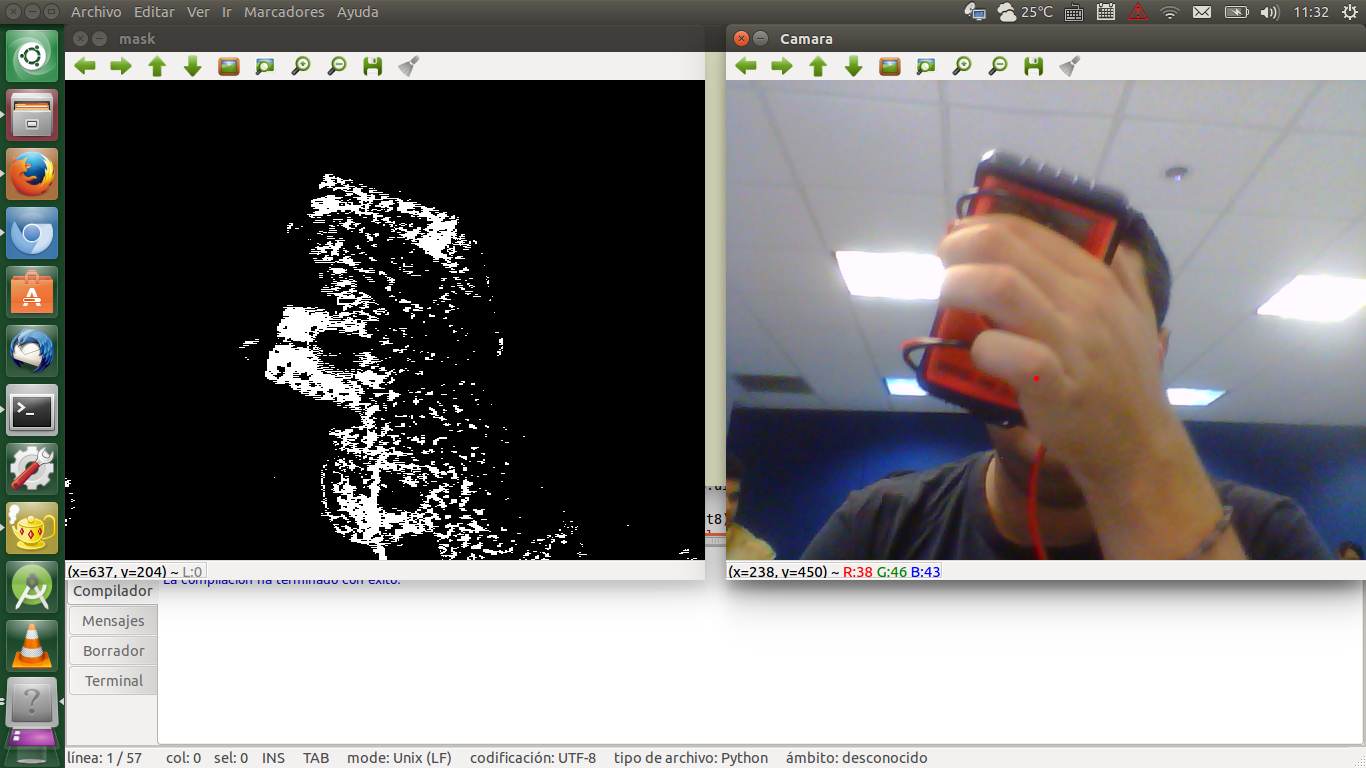 Archivo Editar Ver Ir Marcadores Ayuda
25°C
11:32
mask
Camara
t8)
(x=637, y=204) ~ L:0
(x=238, y=450) ~ R:38 G:46 B:43
La compilación ha terminado con éxito.
Compilador
Mensajes
Borrador
Terminal
línea: 1 / 57 col: 0 sel: 0 INS TAB mode: Unix (LF) codificación: UTF-8 tipo de archivo: Python ámbito: desconocido